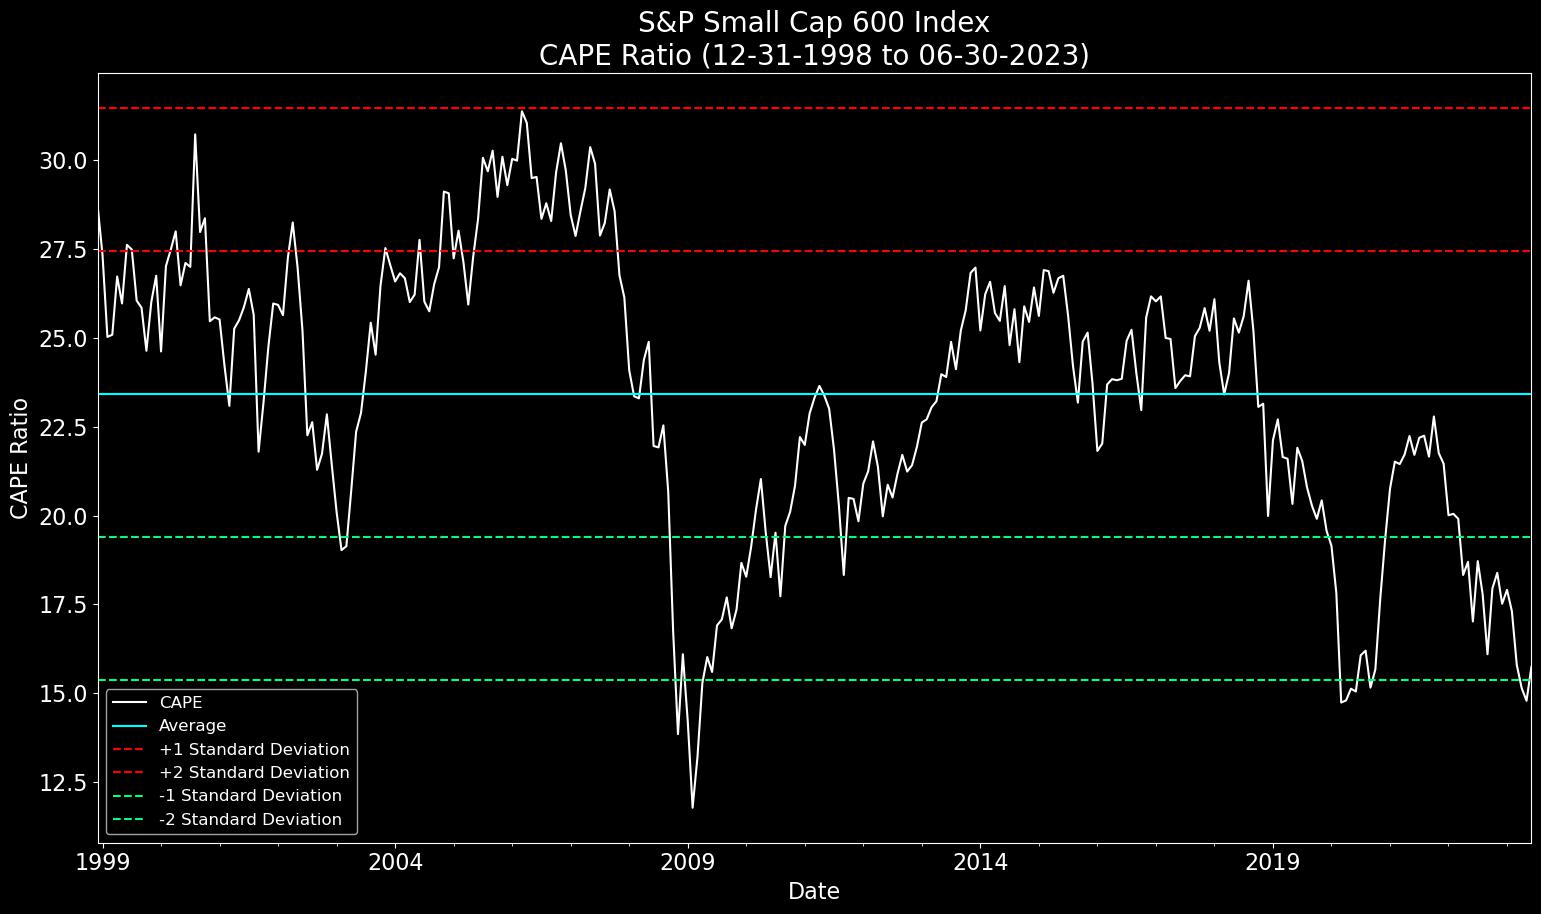 S&P Small Cap 600 Index
CAPE Ratio (12-31-1998 to 06-30-2023)
CAPE Ratio
30.0
27.5
25.0
22.5
20.0
17.5
15.0
12.5
CAPE
Average
+1 Standard Deviation
+2 Standard Deviation
-1 Standard Deviation
-2 Standard Deviation
1999 2004 2009 2014 2019
Date